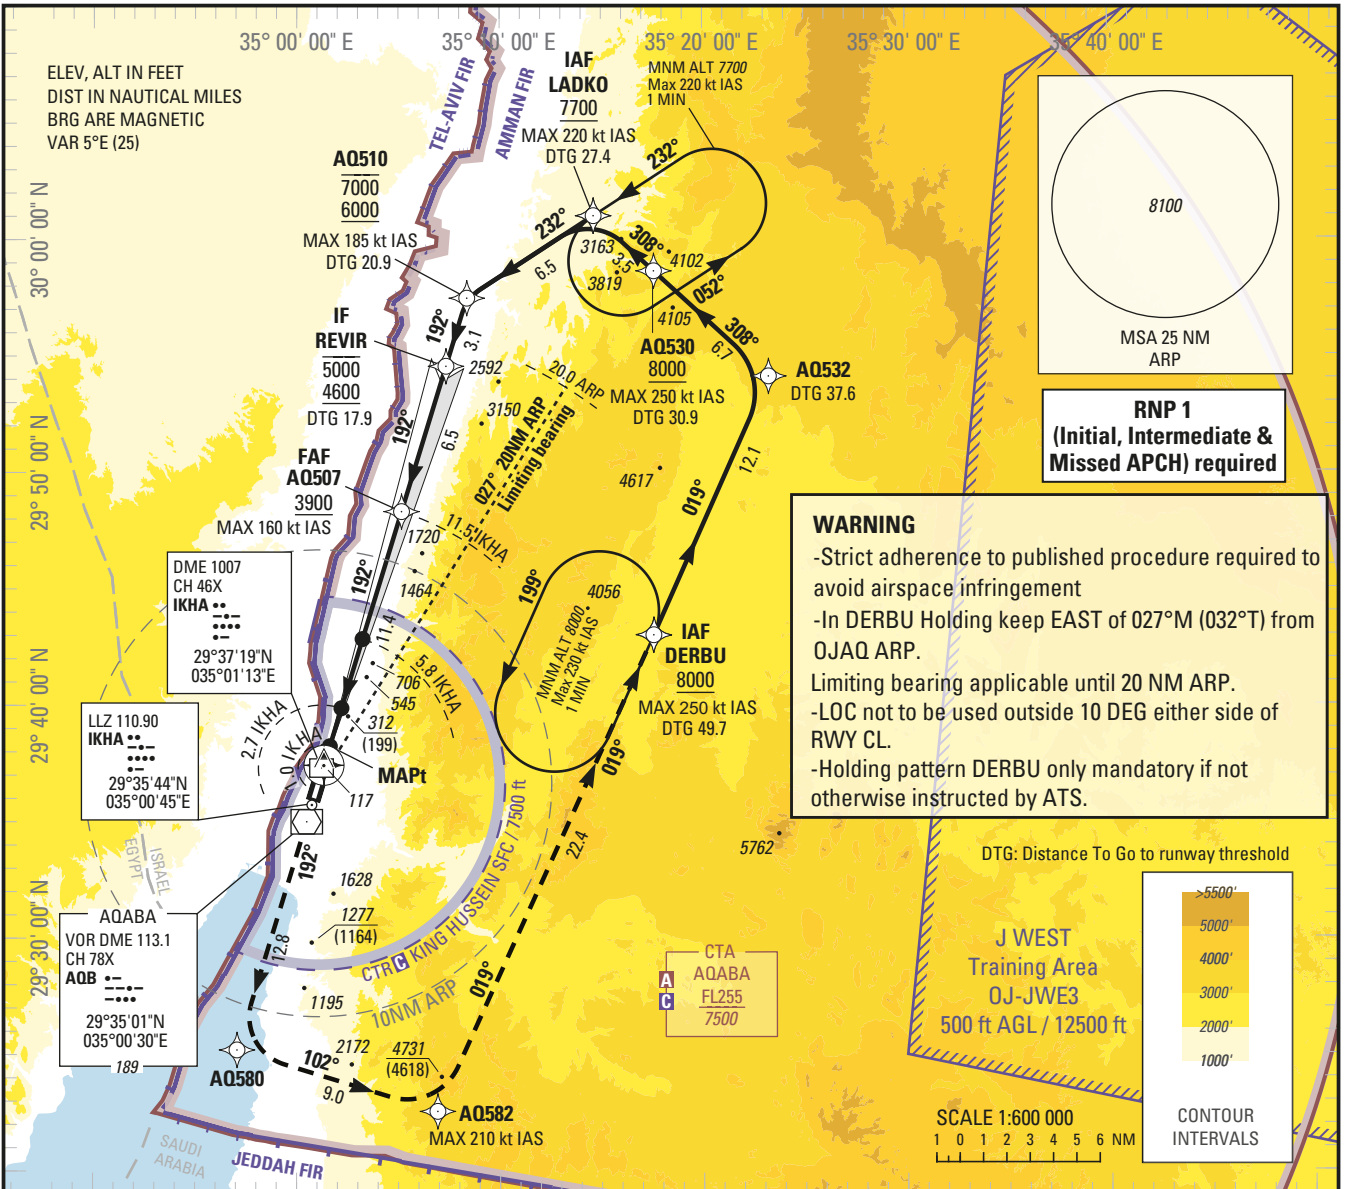 35° 00' 00" E
35° 10' 00" E
35° 20' 00" E
35° 30' 00" E
35° 40' 00" E
ELEV, ALT IN FEET
DIST IN NAUTICAL MILES
BRG ARE MAGNETIC
VAR 5°E (25)
TEL-AVIV FIR
AMMAN FIR
IAF
LADKO
7700
MAX 220 kt IAS
DTG 27.4
MNM ALT 7700
Max 220 kt IAS
1 MIN
232°
8100
MSA 25 NM
ARP
AQ510
7000
6000
MAX 185 kt IAS
DTG 20.9
30° 00' 00" N
232°
6.5
3163
308°
3.5
4102
3819
052°
4105
308°
6.7
192°
3.1
IF
REVIR
5000
4600
DTG 17.9
2592
20.0 ARP
3150
AQ530
8000
MAX 250 kt IAS
DTG 30.9
AQ532
DTG 37.6
RNP 1
(Initial, Intermediate &
Missed APCH) required
192°
6.5
027° 20NM ARP
Limiting bearing
12.1
4617
019°
29° 50' 00" N
FAF
AQ507
3900
MAX 160 kt IAS
11.5 IKHA
1720
1464
192°
11.4
WARNING
-Strict adherence to published procedure required to
avoid airspace infringement
-In DERBU Holding keep EAST of 027°M (032°T) from
OJAQ ARP.
Limiting bearing applicable until 20 NM ARP.
-LOC not to be used outside 10 DEG either side of
RWY CL.
-Holding pattern DERBU only mandatory if not
otherwise instructed by ATS.
DME 1007
CH 46X
IKHA
29°37'19"N
035°01'13"E
199°
4056
MNM ALT 8000
Max 230 kt IAS
1 MIN
IAF
DERBU
8000
MAX 250 kt IAS
DTG 49.7
29° 40' 00" N
5.8 IKHA
706
545
312
(199)
2.7 IKHA
1.0 IKHA
MAPt
117
LLZ 110.90
IKHA
29°35'44"N
035°00'45"E
019°
22.4
5762
EGYPT
ISRAEL
192°
12.8
1628
1277
(1164)
1195
CTR C KING HUSSEIN SFC / 7500 ft
10NM ARP
019°
29° 30' 00" N
AQABA
VOR DME 113.1
CH 78X
AQB
29°35'01"N
035°00'30"E
189
CTA
AQABA
A
C
FL255
7500
J WEST
Training Area
OJ-JWE3
500 ft AGL / 12500 ft
DTG: Distance To Go to runway threshold
>5500'
5000'
4000'
3000'
2000'
1000'
CONTOUR
INTERVALS
AQ580
102°
9.0
2172
4731
(4618)
AQ582
MAX 210 kt IAS
SAUDI
ARABIA
JEDDAH FIR
SCALE 1:600 000
1 0 1 2 3 4 5 6 NM